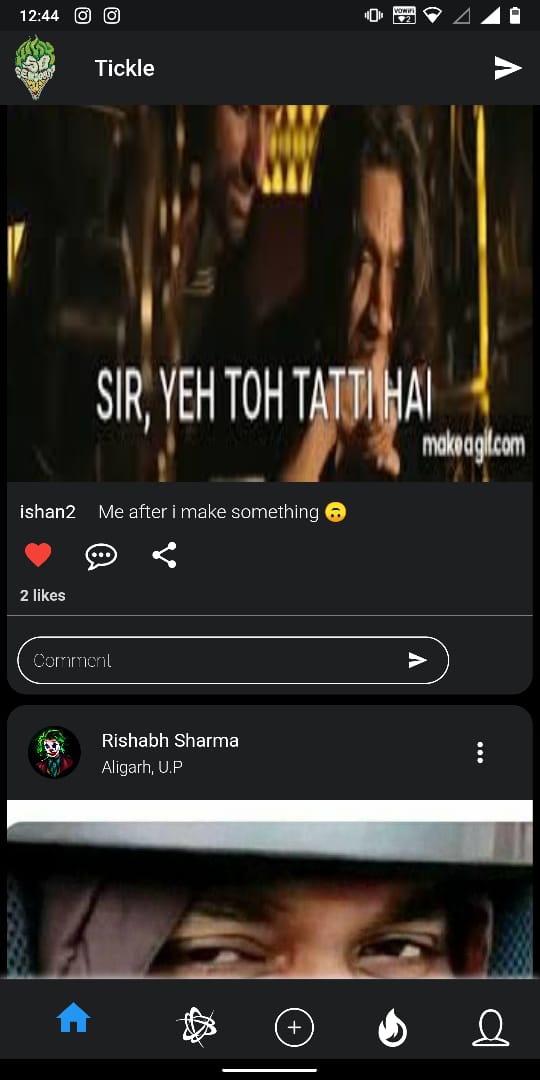 12:44
VOWIFI
2
Tickle
SIR, YEH TOH TATTI HAI
makeagif.com
ishan2 Me after i make something 🙃
2 likes
Comment
Rishabh Sharma
Aligarh, U.P